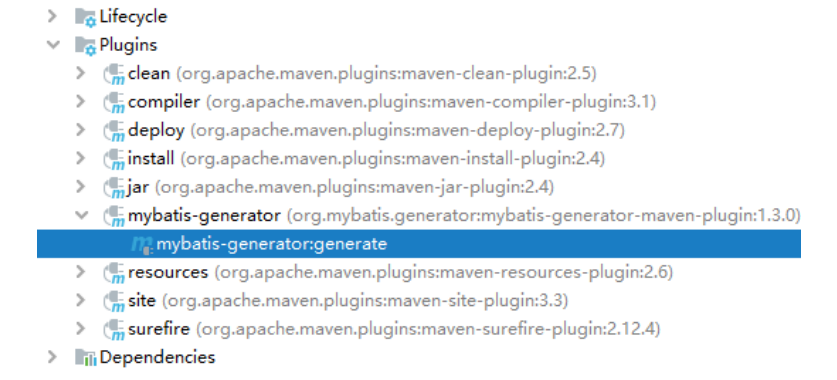 Lifecycle
Plugins
clean (org.apache.maven.plugins:maven-clean-plugin:2.5)
compiler (org.apache.maven.plugins:maven-compiler-plugin:3.1)
deploy (org.apache.maven.plugins:maven-deploy-plugin:2.7)
install (org.apache.maven.plugins:maven-install-plugin:2.4)
jar (org.apache.maven.plugins:maven-jar-plugin:2.4)
mybatis-generator (org.mybatis.generator:mybatis-generator-maven-plugin:1.3.0)
mybatis-generator:generate
resources (org.apache.maven.plugins:maven-resources-plugin:2.6)
site (org.apache.maven.plugins:maven-site-plugin:3.3)
surefire (org.apache.maven.plugins:maven-surefire-plugin:2.12.4)
Dependencies